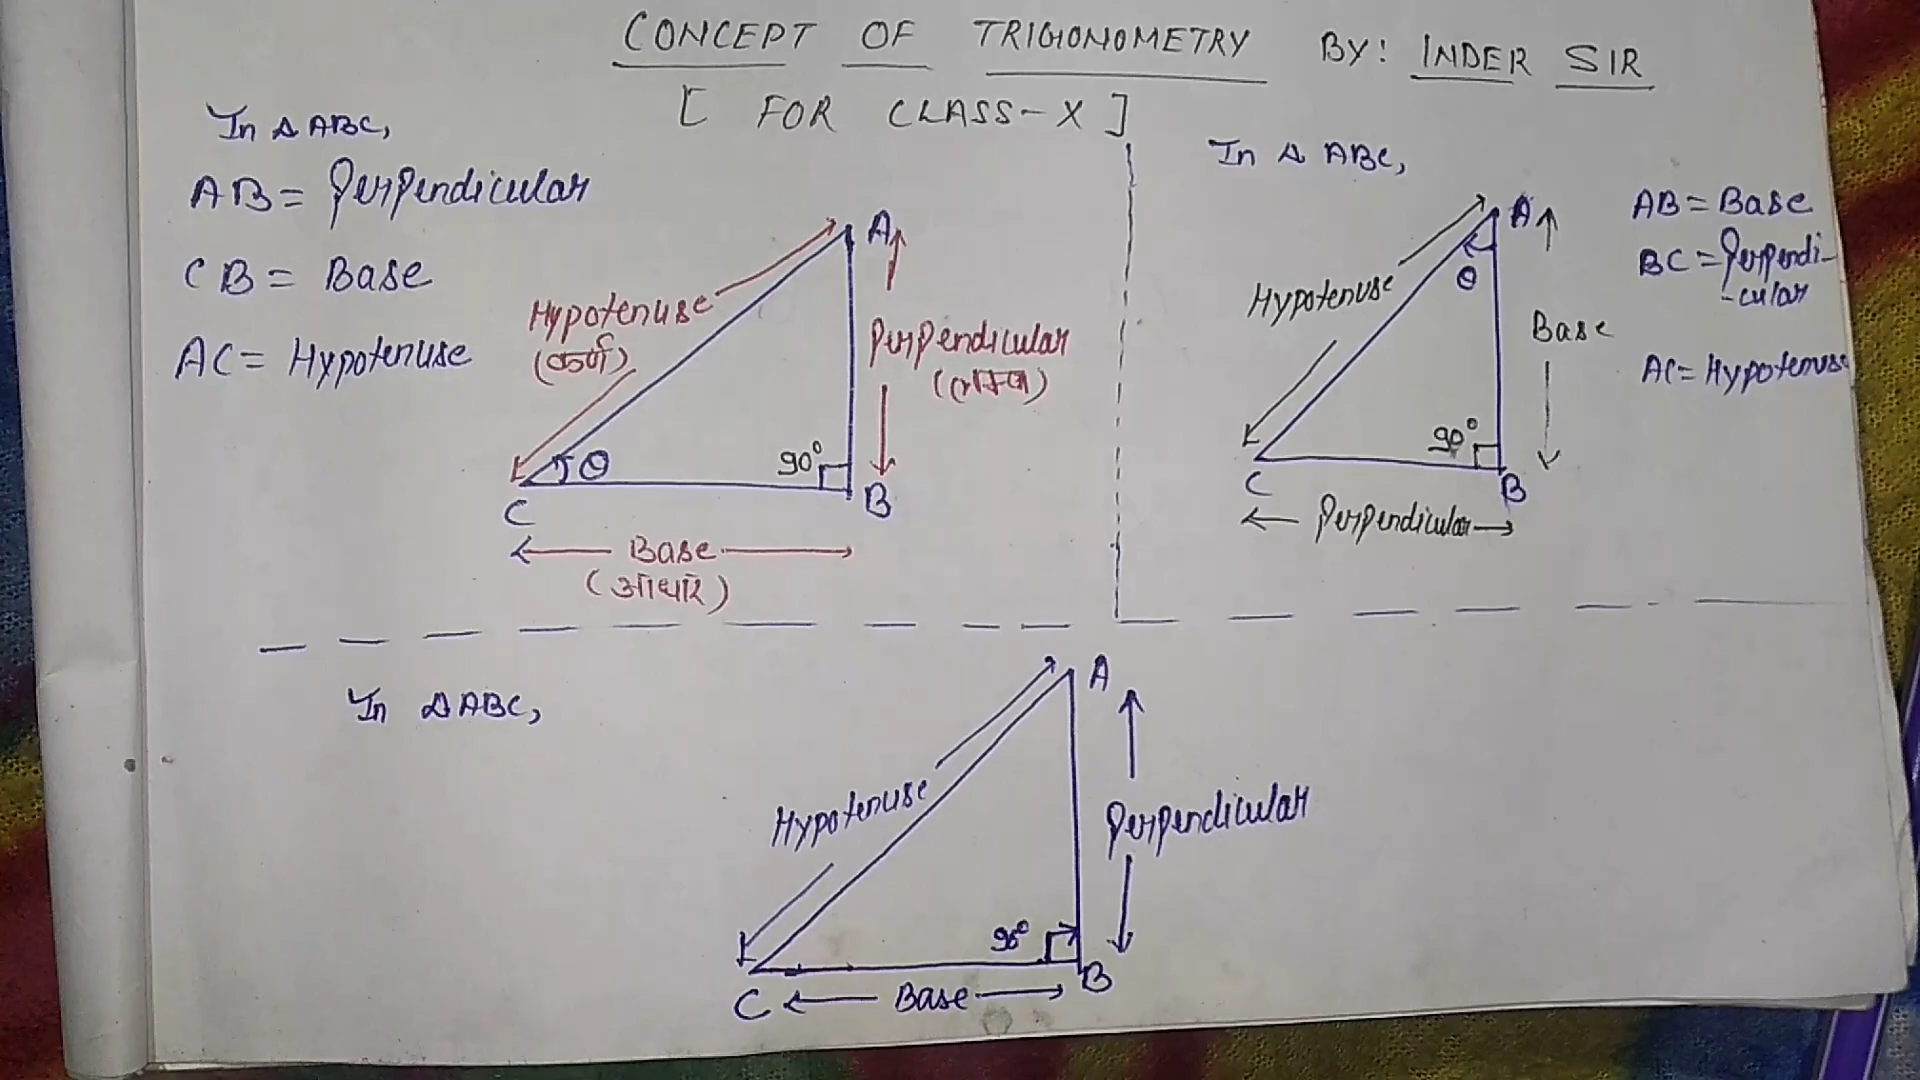 CONCEPT OF TRIGONOMETRY BY: INDER SIR
[ FOR CLASS-X ]
In Δ ABC,
AB = Perpendicular
CB = Base
AC = Hypotenuse
A
Hypotenuse
(कर्ण)
Perpendicular
(लम्ब)
θ
90°
C
B
Base
(आधार)
In Δ ABC,
A
θ
Hypotenuse
Base
90°
C
B
Perpendicular
AB = Base
BC = Perpendi-
-cular
AC = Hypotenuse
In Δ ABC,
A
Hypotenuse
Perpendicular
90°
C
Base
B